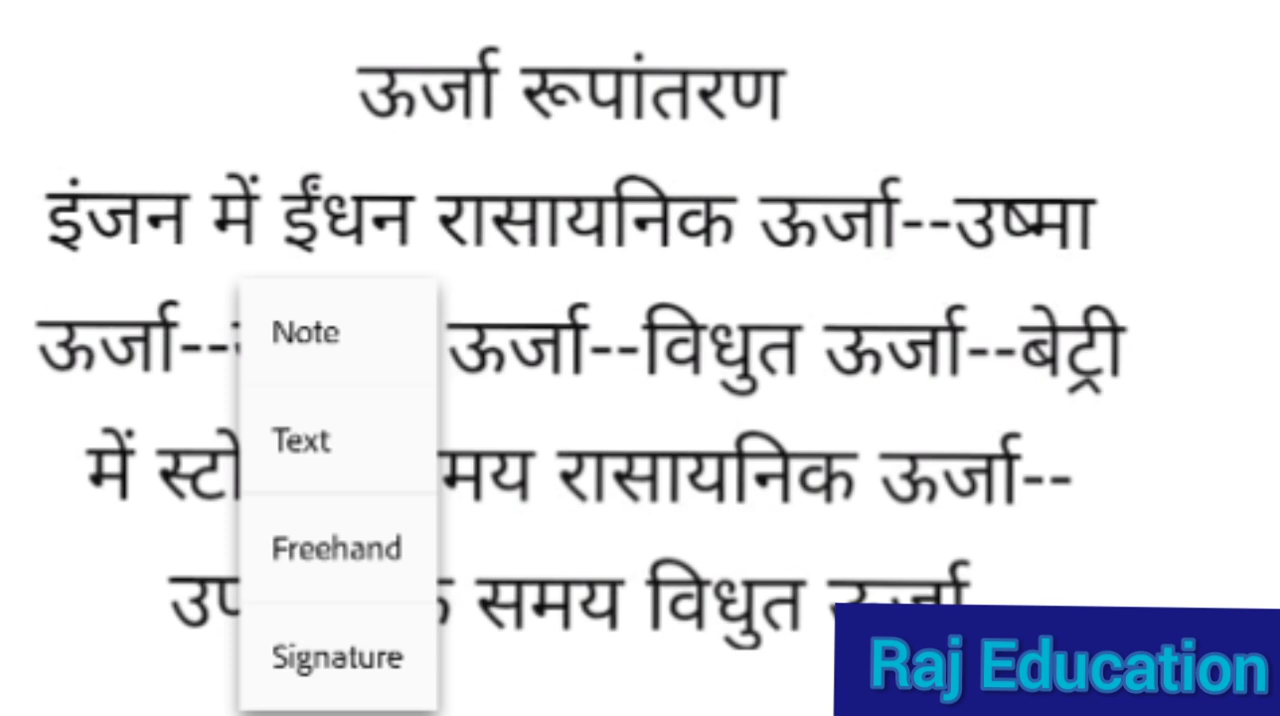 ऊर्जा रूपांतरण
इंजन में ईंधन रासायनिक ऊर्जा--उष्मा
ऊर्जा-- ऊर्जा--विधुत ऊर्जा--बेट्री
में मय रासायनिक ऊर्जा--
समय विधुत ऊर्जा
Note
Text
Freehand
Signature
Raj Education